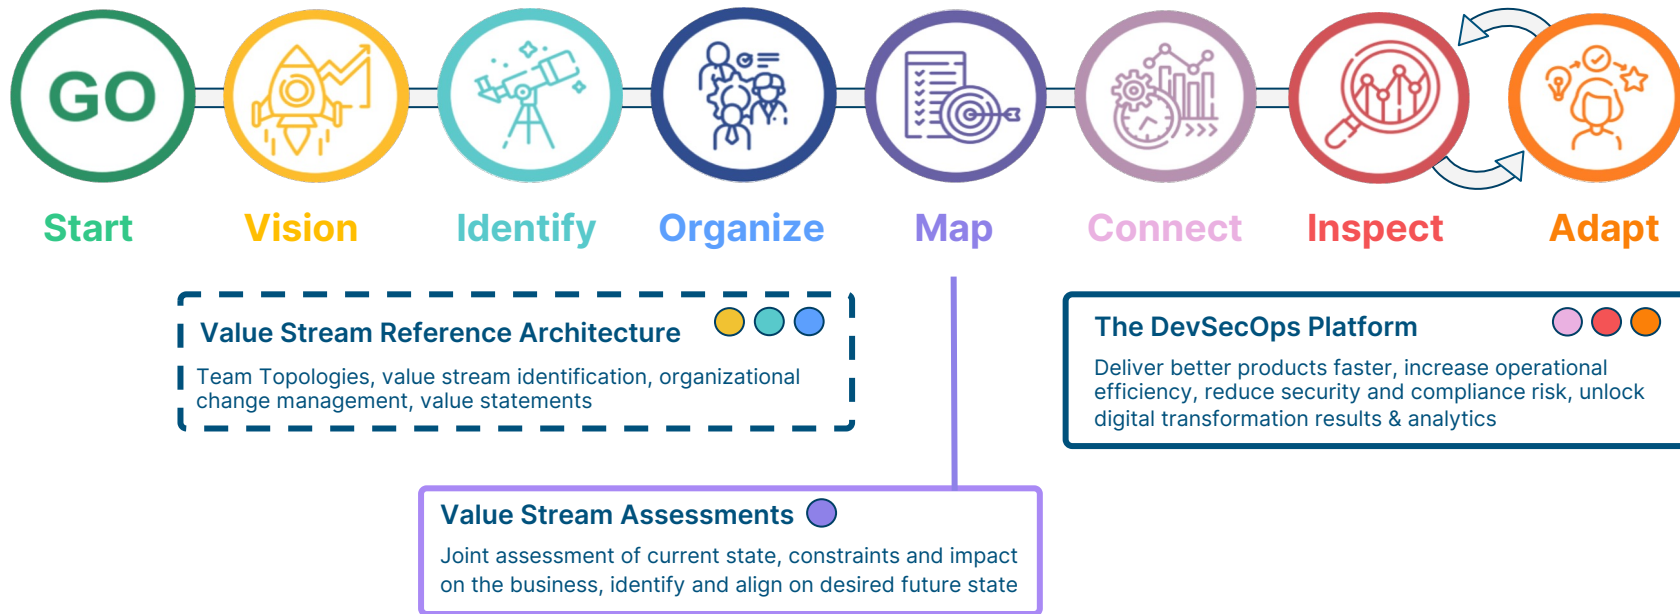 GO
Start
Vision
Identify
Organize
Map
Connect
Inspect
Adapt
Value Stream Reference Architecture
Team Topologies, value stream identification, organizational
change management, value statements
The DevSecOps Platform
Deliver better products faster, increase operational
efficiency, reduce security and compliance risk, unlock
digital transformation results & analytics
Value Stream Assessments
Joint assessment of current state, constraints and impact
on the business, identify and align on desired future state